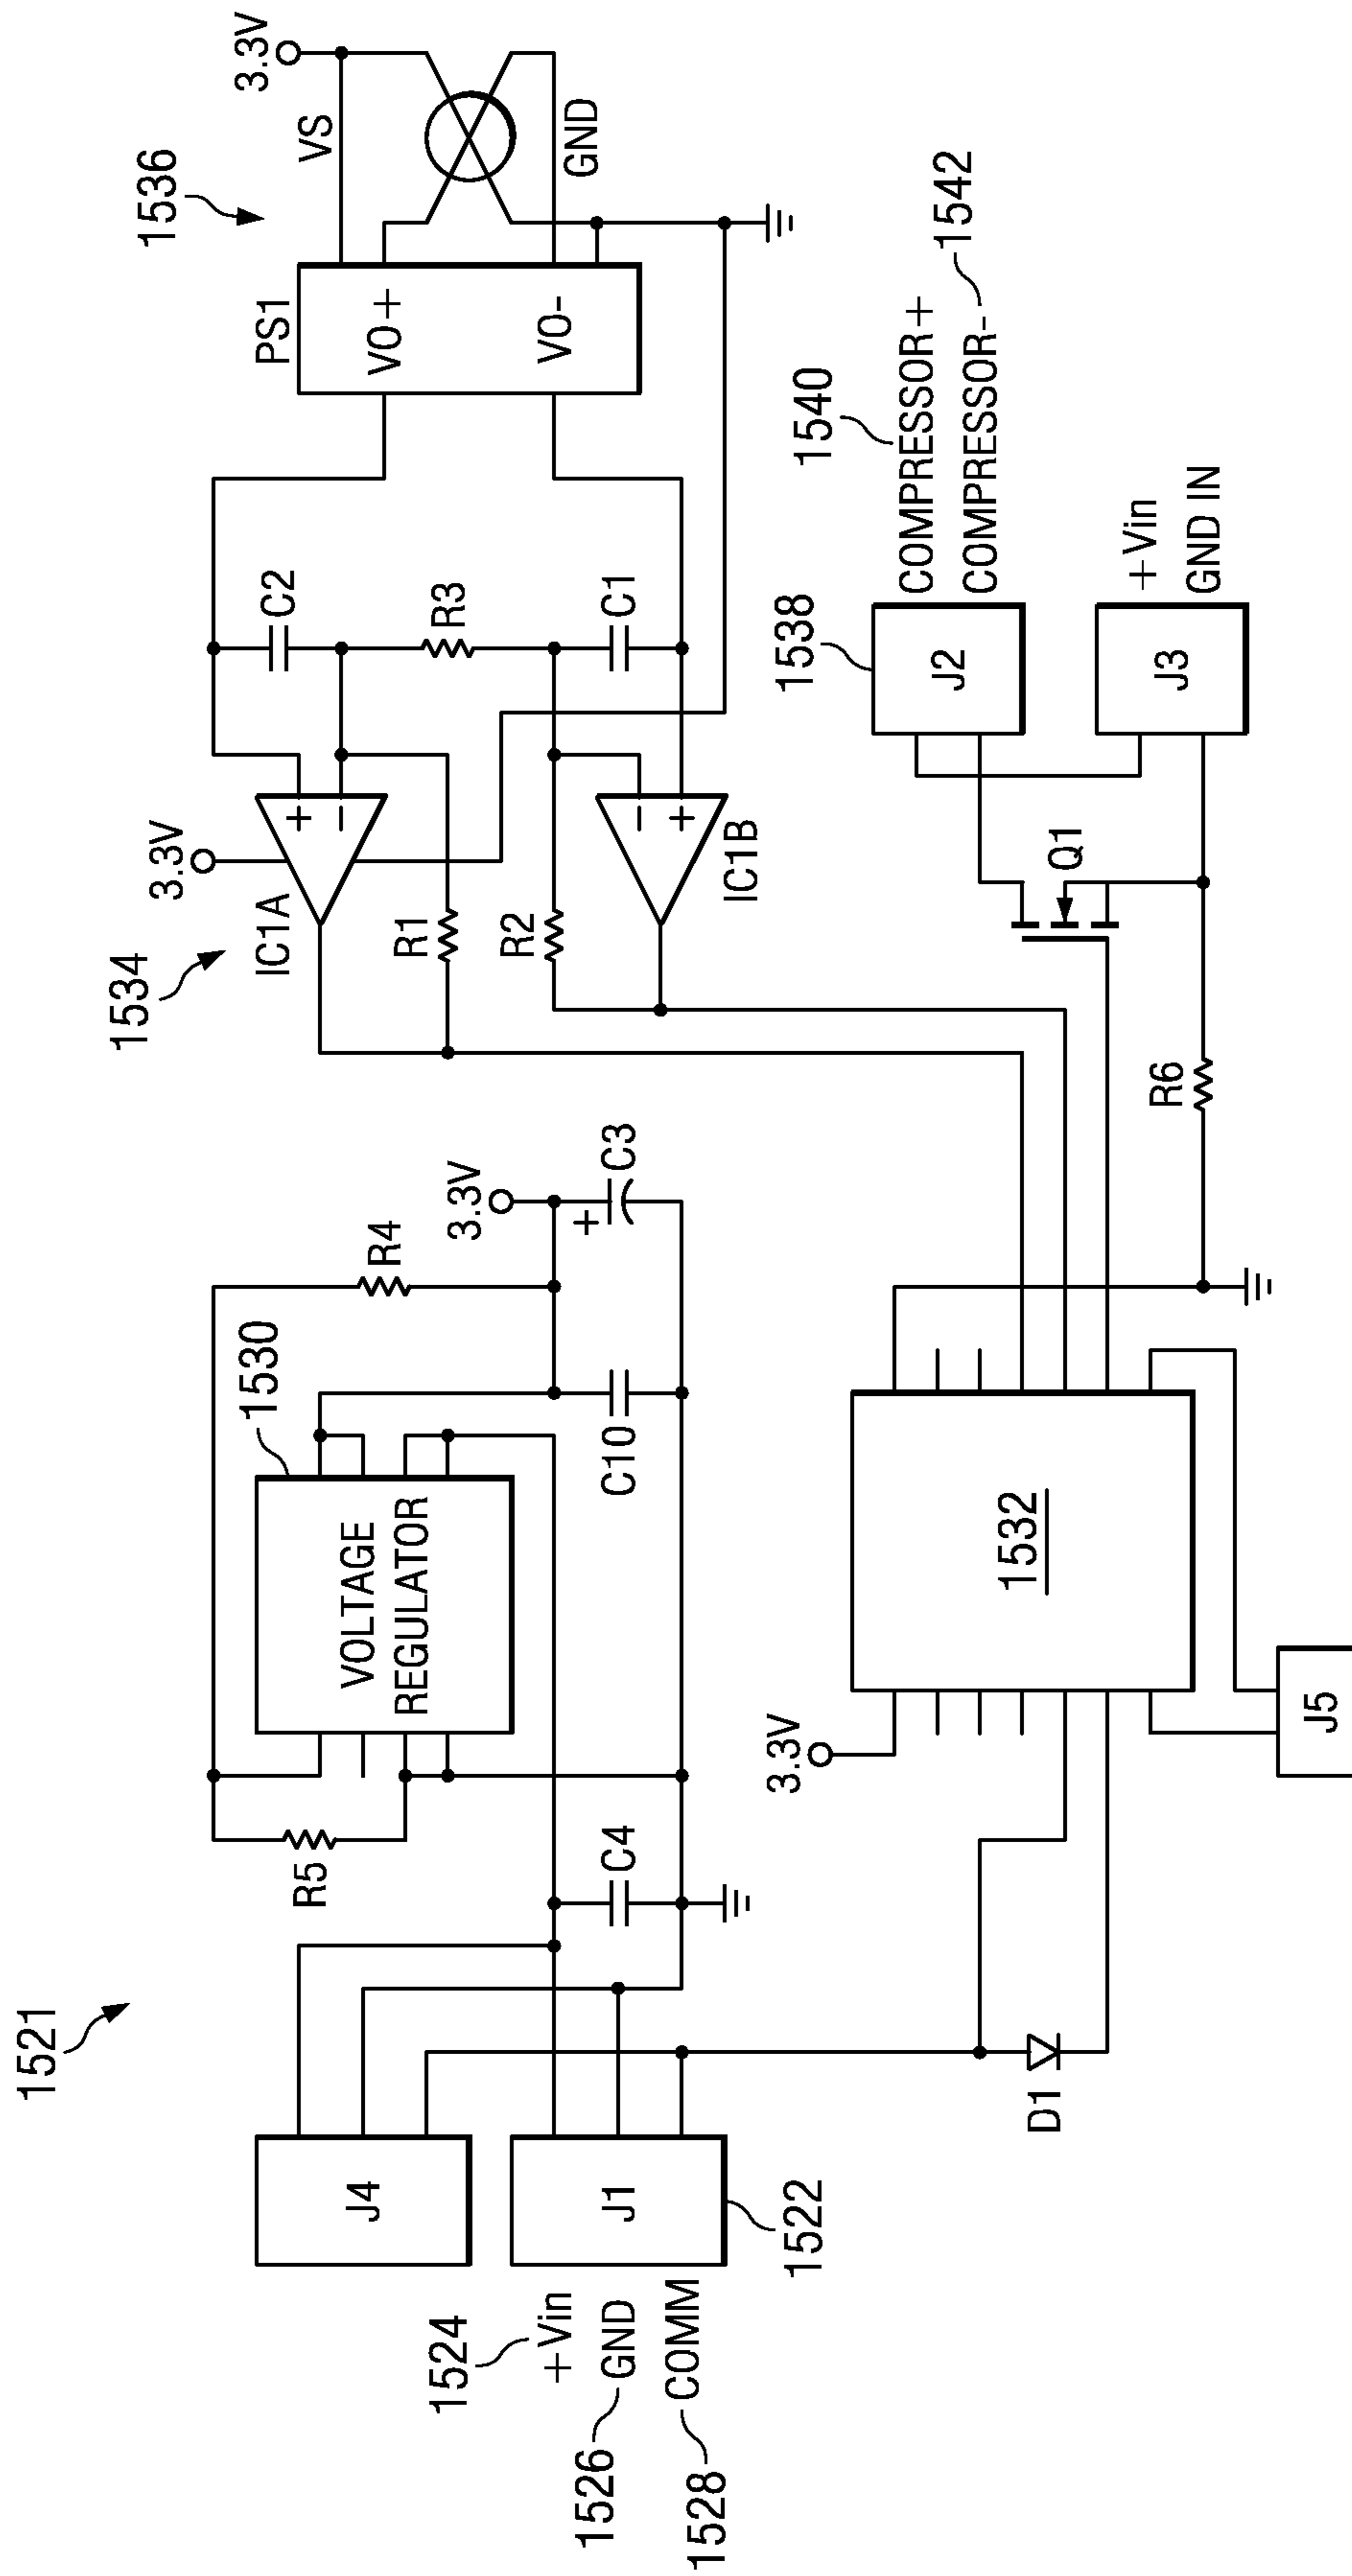 1521
1524
+Vin
1526
GND
1528
COMM
J4
J1
1522
R5
VOLTAGE
REGULATOR
1530
R4
C4
C10
3.3V
+
C3
D1
3.3V
1532
J5
1534
3.3V
IC1A
+
-
R1
R2
-
+
IC1B
C2
R3
C1
1536
PS1
VO+
VO-
VS
3.3V
GND
R6
Q1
1538
J2
1540
COMPRESSOR+
COMPRESSOR-
1542
J3
+Vin
GND IN